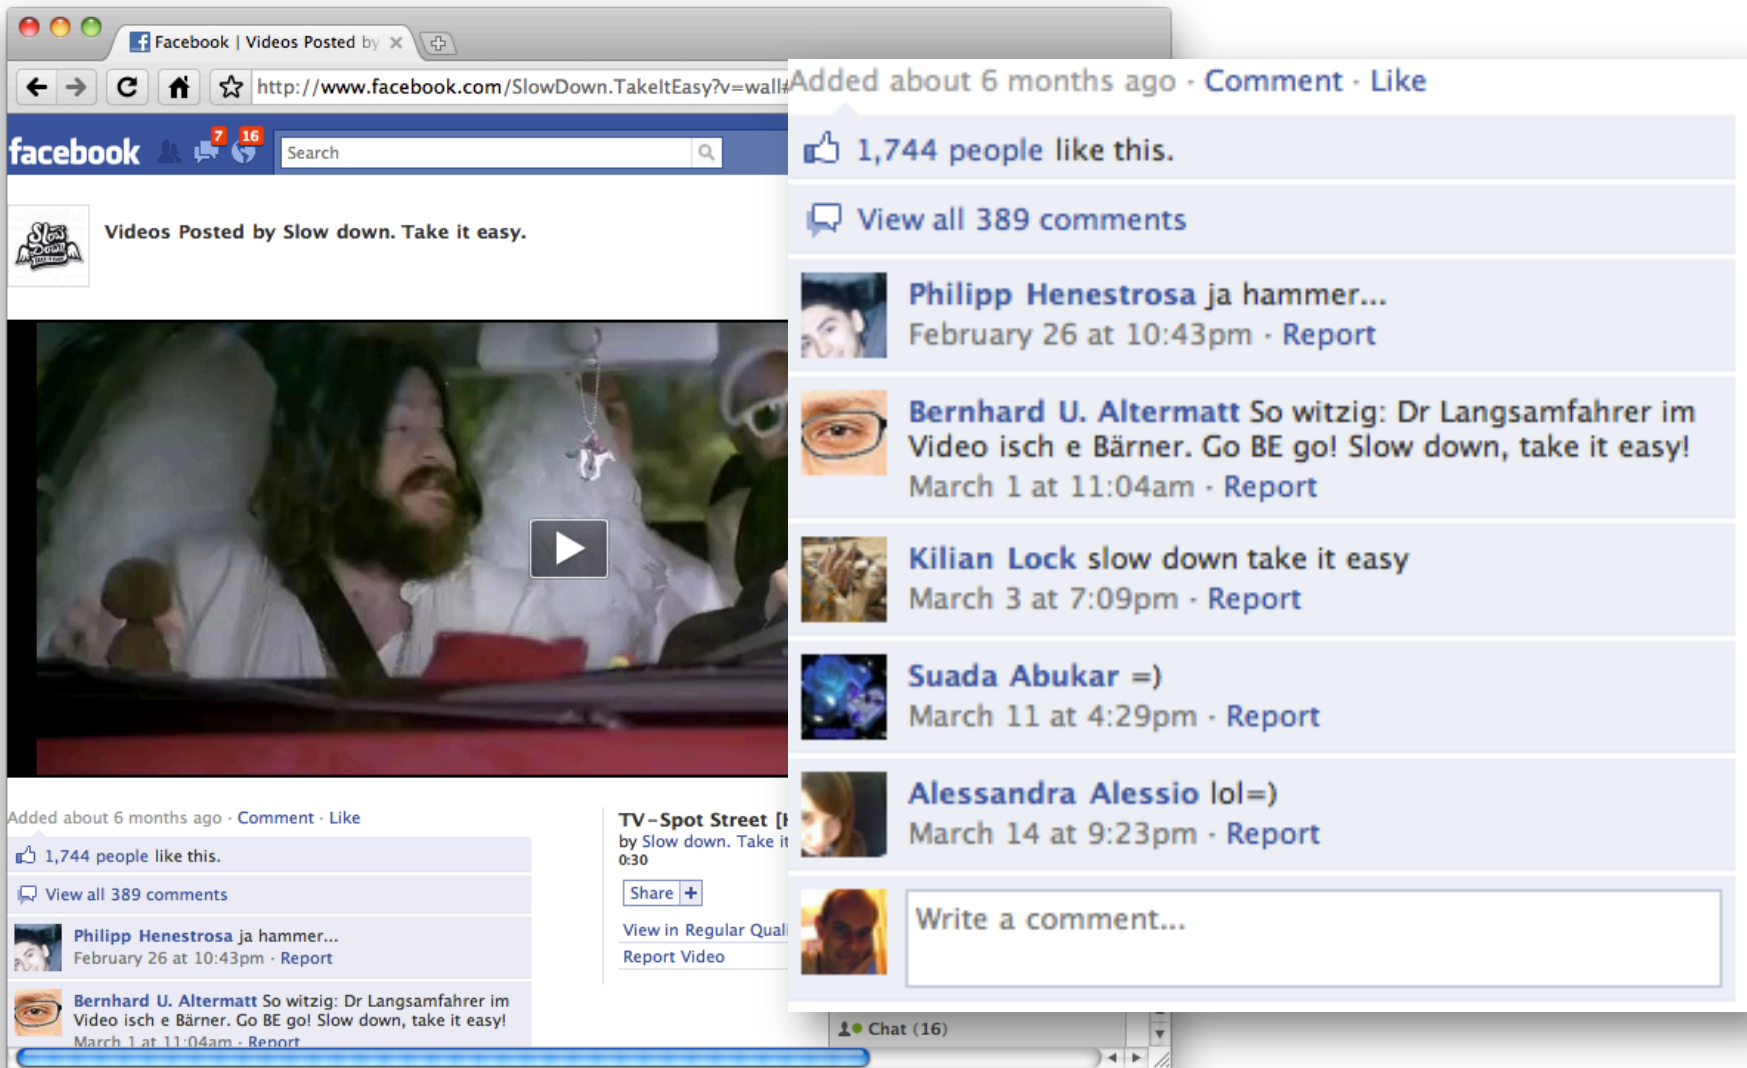 Facebook | Videos Posted by
http://www.facebook.com/SlowDown.TakeItEasy?v=wall#
facebook
7
16
Search
Slow
Down
Videos Posted by Slow down. Take it easy.
Added about 6 months ago · Comment · Like
1,744 people like this.
View all 389 comments
Philipp Henestrosa ja hammer...
February 26 at 10:43pm · Report
Bernhard U. Altermatt So witzig: Dr Langsamfahrer im
Video isch e Bärner. Go BE go! Slow down, take it easy!
March 1 at 11:04am · Report
TV-Spot Street
by Slow down. Take it
0:30
Share +
View in Regular
Report Video
Chat (16)
Added about 6 months ago · Comment · Like
1,744 people like this.
View all 389 comments
Philipp Henestrosa ja hammer...
February 26 at 10:43pm · Report
Bernhard U. Altermatt So witzig: Dr Langsamfahrer im
Video isch e Bärner. Go BE go! Slow down, take it easy!
March 1 at 11:04am · Report
Kilian Lock slow down take it easy
March 3 at 7:09pm · Report
Suada Abukar =)
March 11 at 4:29pm · Report
Alessandra Alessio lol=)
March 14 at 9:23pm · Report
Write a comment...